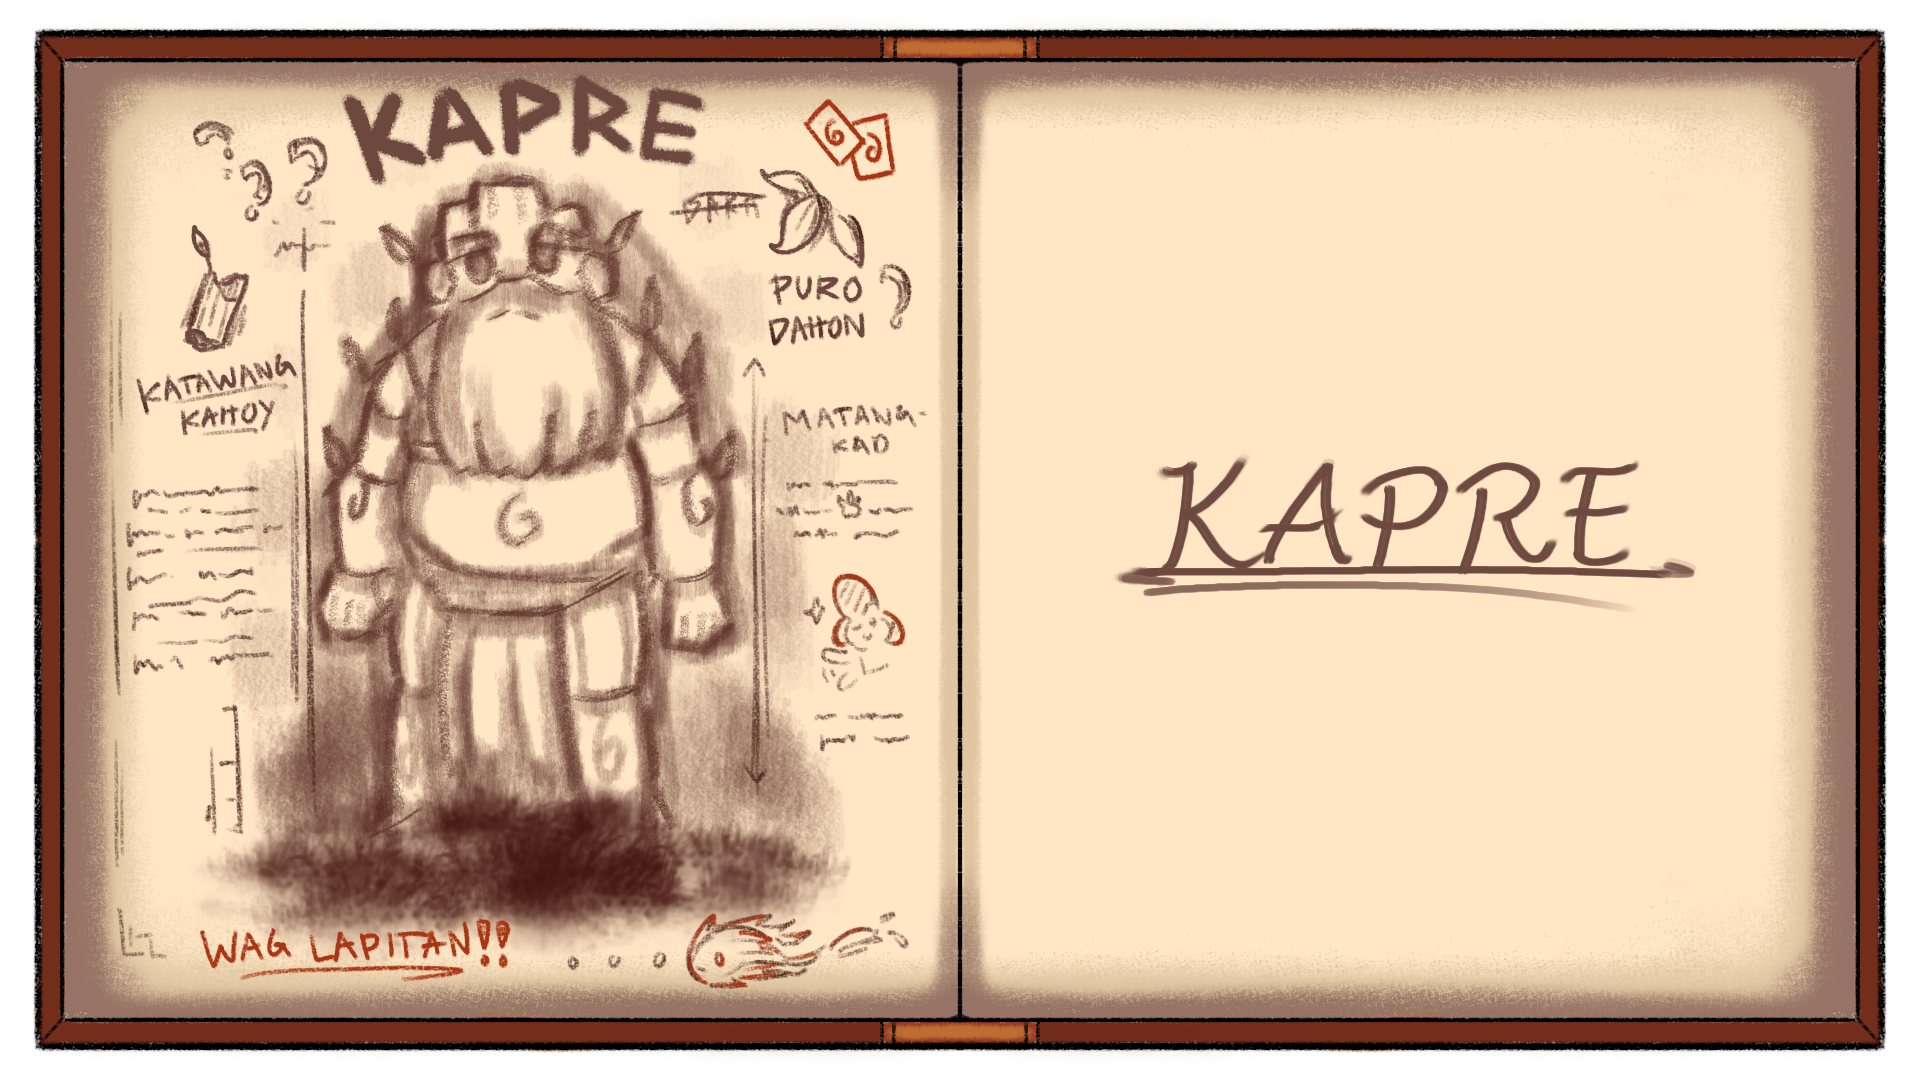 KAPRE
PURO
DAHON ?
KATAWANG
KAHOY
MATANG-
KAD
WAG LAPITAN!!
KAPRE